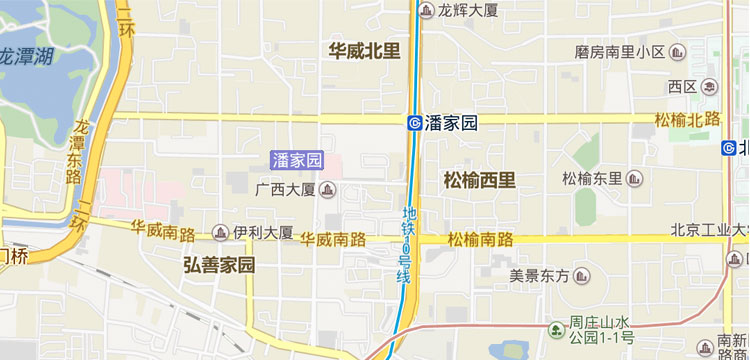 龙辉大厦
二环
龙潭湖
华威北里
磨房南里小区
西区
潘家园
松榆北路
龙潭东路
北
潘家园
广西大厦
松榆西里
松榆东里
二环
华威南路
伊利大厦
华威南路
地铁10号线
松榆南路
北京工业大
门桥
弘善家园
美景东方
周庄山水
公园1-1号
南新
路商